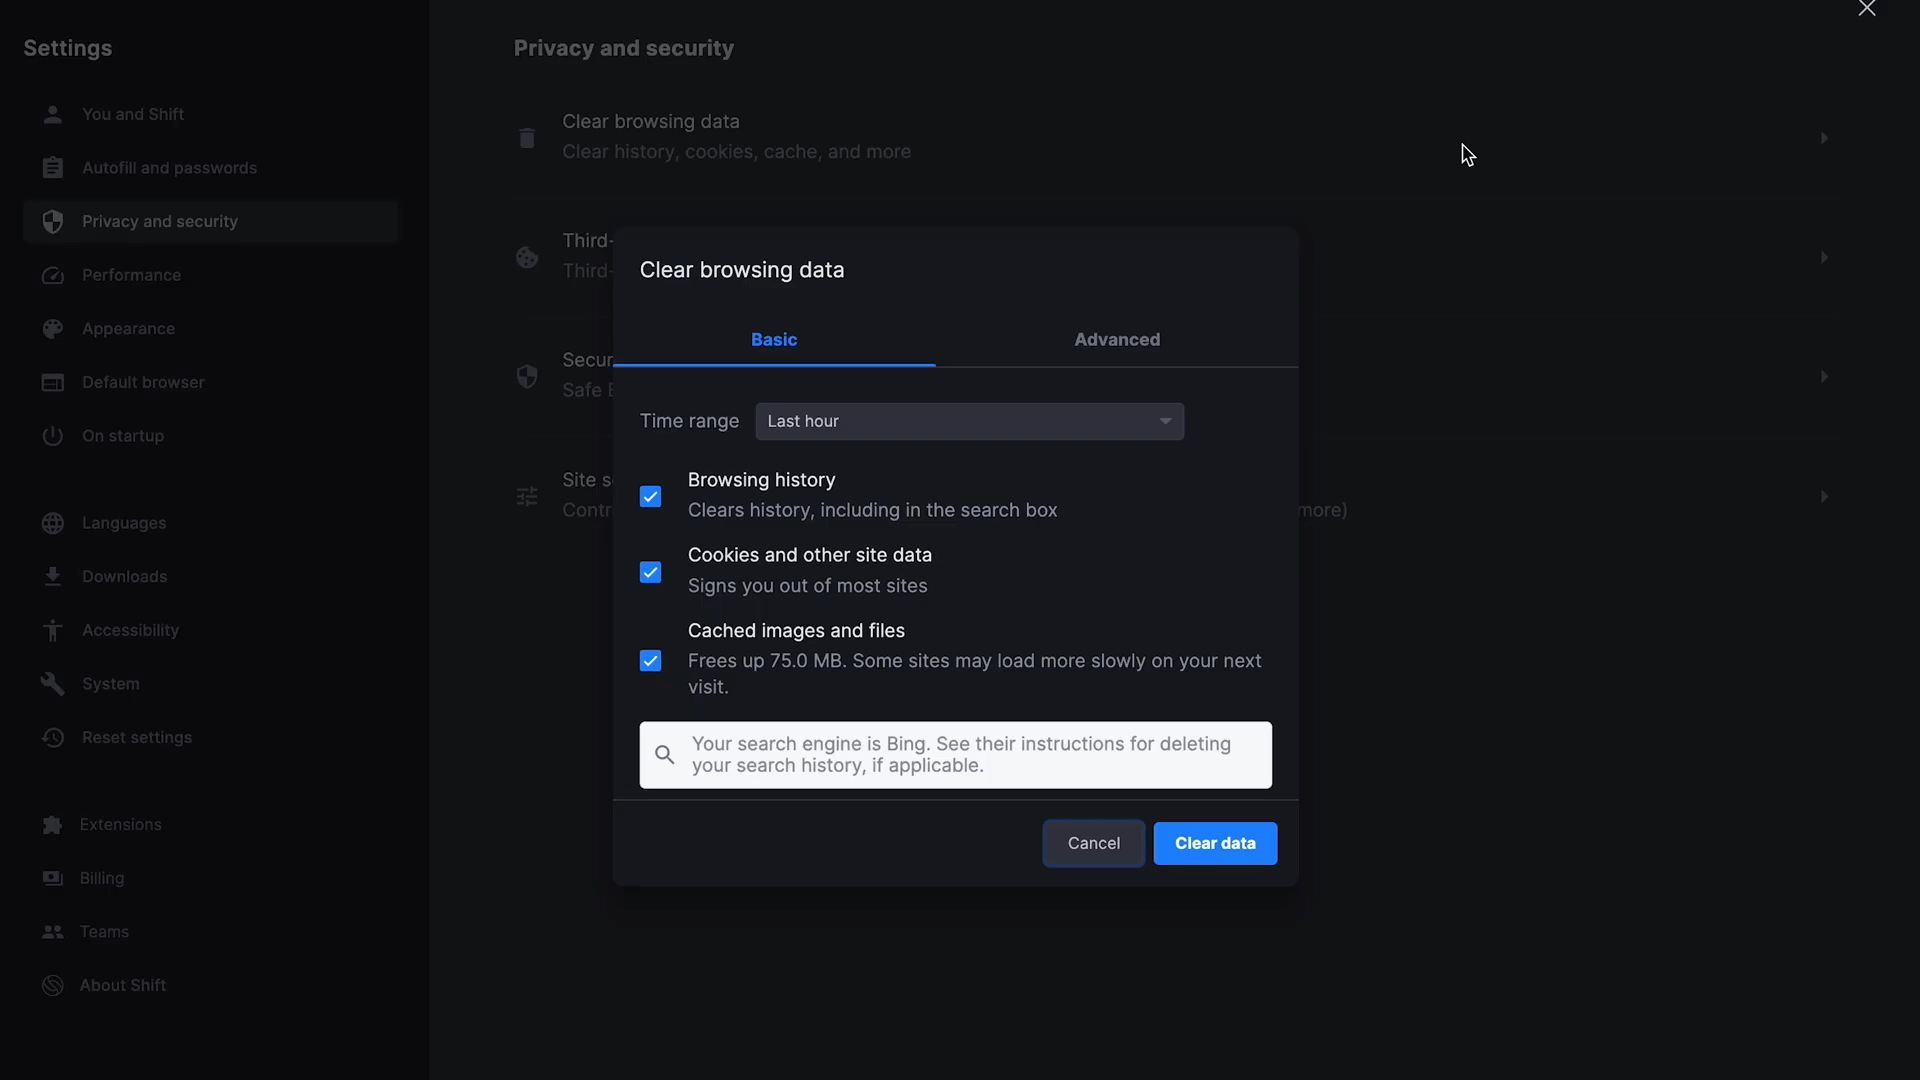 Settings
You and Shift
Autofill and passwords
Privacy and security
Performance
Appearance
Default browser
On startup
Languages
Downloads
Accessibility
System
Reset settings
Extensions
Billing
Teams
About Shift
Privacy and security
Clear browsing data
Clear history, cookies, cache, and more
Third-
Third-
Secur
Safe
Site s
Contr
more)
Clear browsing data
Basic
Advanced
Time range
Last hour
Browsing history
Clears history, including in the search box
Cookies and other site data
Signs you out of most sites
Cached images and files
Frees up 75.0 MB. Some sites may load more slowly on your next
visit.
Your search engine is Bing. See their instructions for deleting
your search history, if applicable.
Cancel
Clear data